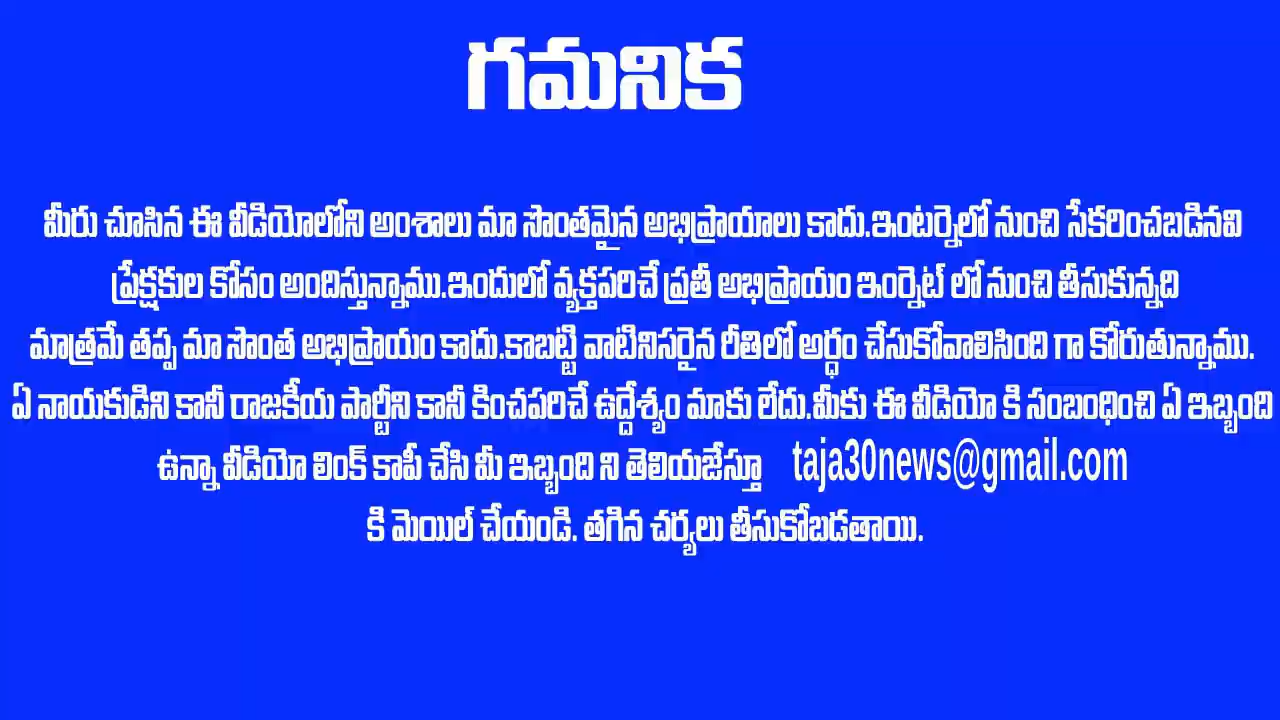 గమనిక
మీరు చూసిన ఈ వీడియోలోని అంశాలు మా సొంతమైన అభిప్రాయాలు కాదు.ఇంటర్నెలో నుంచి సేకరించబడినవి
ప్రేక్షకుల కోసం అందిస్తున్నాము.ఇందులో వ్యక్తపరిచే ప్రతీ అభిప్రాయం ఇంర్నెట్ లో నుంచి తీసుకున్నది
మాత్రమే తప్ప మా సొంత అభిప్రాయం కాదు.కాబట్టి వాటినిసరైన రీతిలో అర్ధం చేసుకోవాలిసింది గా కోరుతున్నాము.
ఏ నాయకుడిని కానీ రాజకీయ పార్టీని కానీ కించపరిచే ఉద్దేశ్యం మాకు లేదు.మీకు ఈ వీడియో కి సంబంధించి ఏ ఇబ్బంది
ఉన్నా వీడియో లింక్ కాపీ చేసి మీ ఇబ్బంది ని తెలియజేస్తూ taja30news@gmail.com
కి మెయిల్ చేయండి. తగిన చర్యలు తీసుకోబడతాయి.